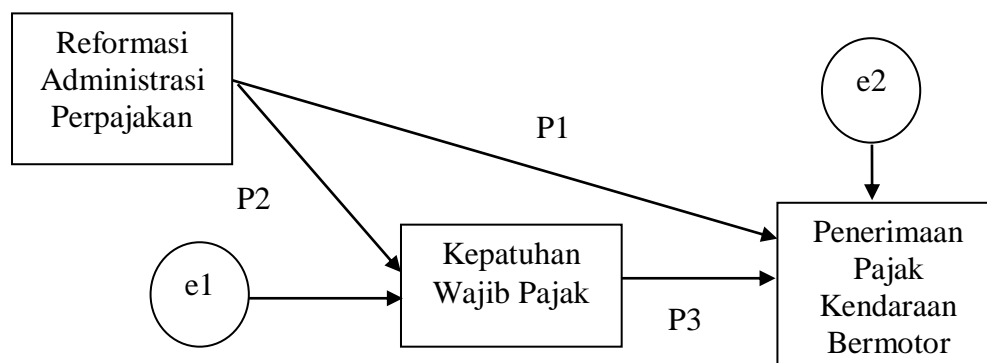 Reformasi
Administrasi
Perpajakan
e2
P1
P2
Kepatuhan
Wajib Pajak
Penerimaan
Pajak
Kendaraan
Bermotor
e1
P3